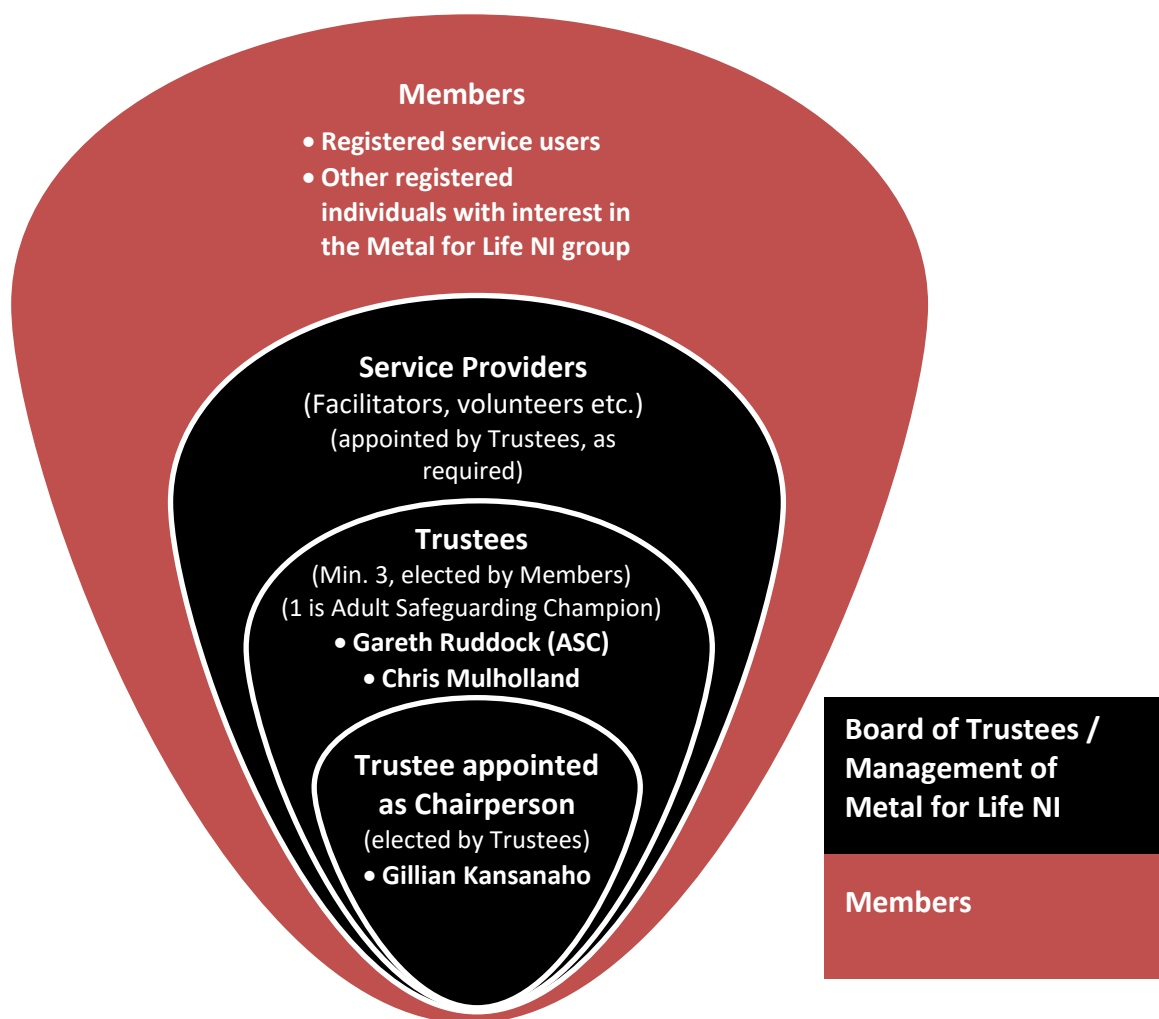 Members
• Registered service users
• Other registered
individuals with interest in
the Metal for Life NI group
Service Providers
(Facilitators, volunteers etc.)
(appointed by Trustees, as
required)
Trustees
(Min. 3, elected by Members)
(1 is Adult Safeguarding Champion)
• Gareth Ruddock (ASC)
• Chris Mulholland
Trustee appointed
as Chairperson
(elected by Trustees)
• Gillian Kansanaho
Board of Trustees /
Management of
Metal for Life NI
Members